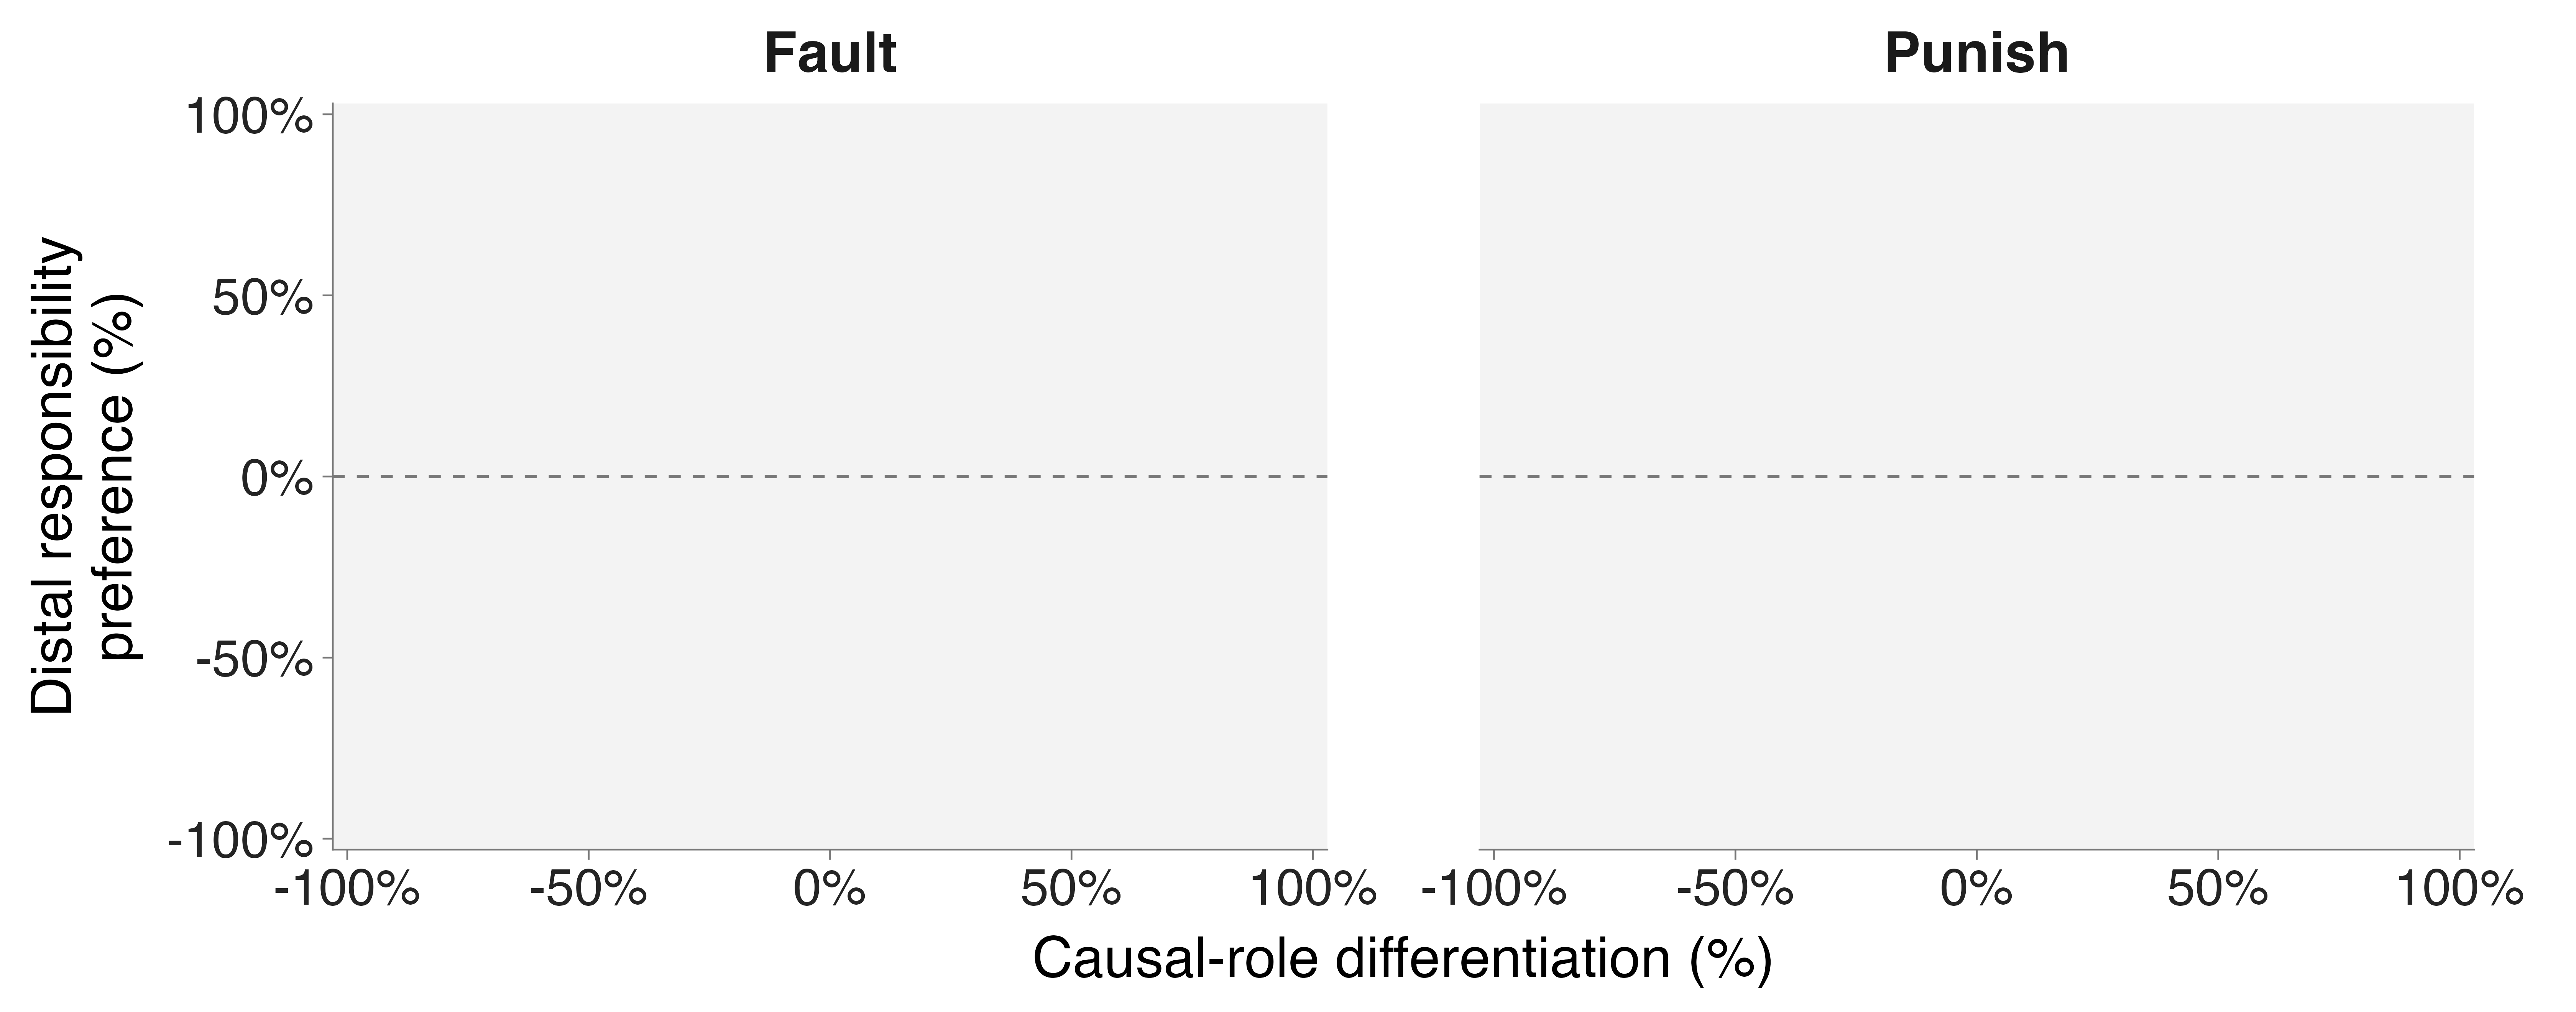 Fault
Punish
Distal responsibility
preference (%)
100%
50%
0%
-50%
-100%
-100% -50% 0% 50% 100%
-100% -50% 0% 50% 100%
Causal-role differentiation (%)